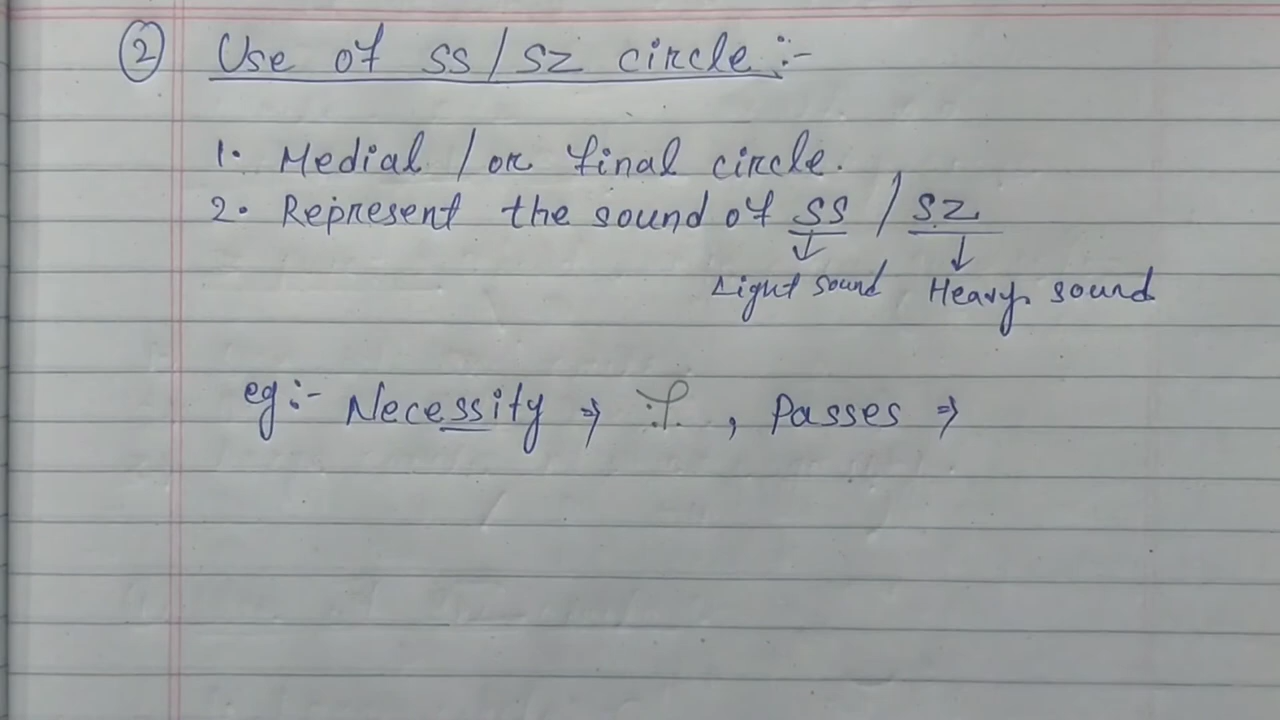 ② Use of ss / sz circle :-
1. Medial / or final circle.
2. Represent the sound of ss / sz
↓ ↓
Light sound Heavy sound
eg :- Necessity ⇒ , Passes ⇒